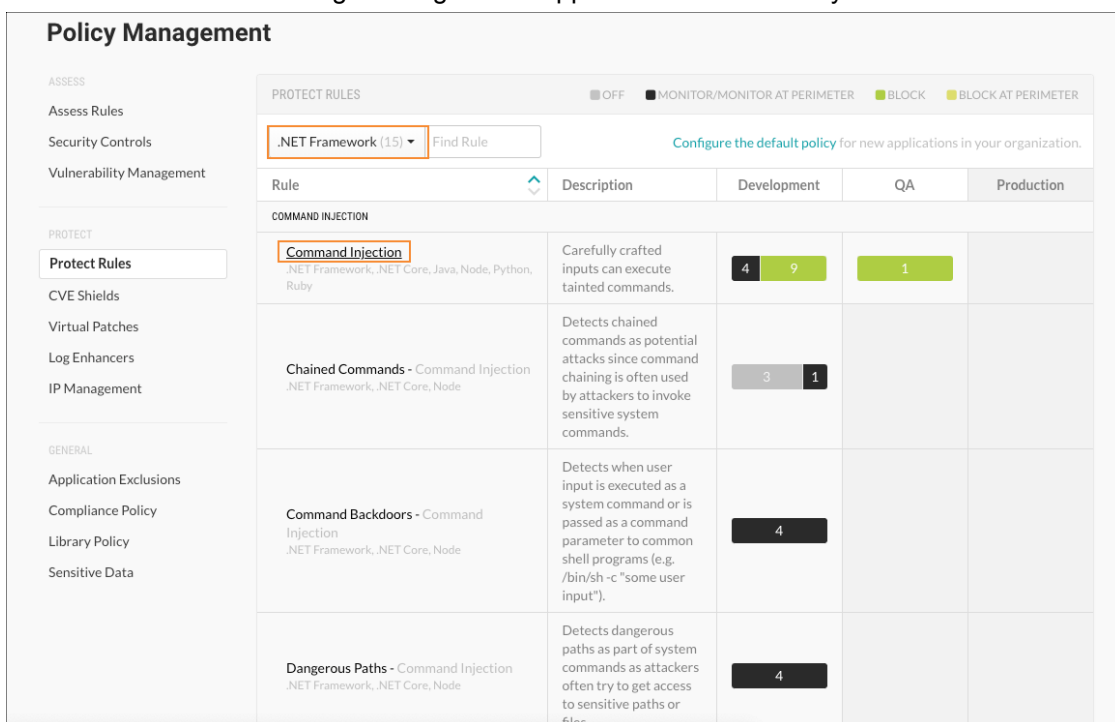 Policy Management
ASSESS
Assess Rules
Security Controls
Vulnerability Management
PROTECT
Protect Rules
CVE Shields
Virtual Patches
Log Enhancers
IP Management
GENERAL
Application Exclusions
Compliance Policy
Library Policy
Sensitive Data
PROTECT RULES
OFF MONITOR/MONITOR AT PERIMETER BLOCK BLOCK AT PERIMETER
.NET Framework (15) Find Rule
Configure the default policy for new applications in your organization.
Rule Description Development QA Production
COMMAND INJECTION
Command Injection
.NET Framework, .NET Core, Java, Node, Python,
Ruby
Carefully crafted
inputs can execute
tainted commands.
4 9 1
Chained Commands - Command Injection
.NET Framework, .NET Core, Node
Detects chained
commands as potential
attacks since command
chaining is often used
by attackers to invoke
sensitive system
commands.
3 1
Command Backdoors - Command
Injection
.NET Framework, .NET Core, Node
Detects when user
input is executed as a
system command or is
passed as a command
parameter to common
shell programs (e.g.
/bin/sh -c "some user
input").
4
Dangerous Paths - Command Injection
.NET Framework, .NET Core, Node
Detects dangerous
paths as part of system
commands as attackers
often try to get access
to sensitive paths or
4